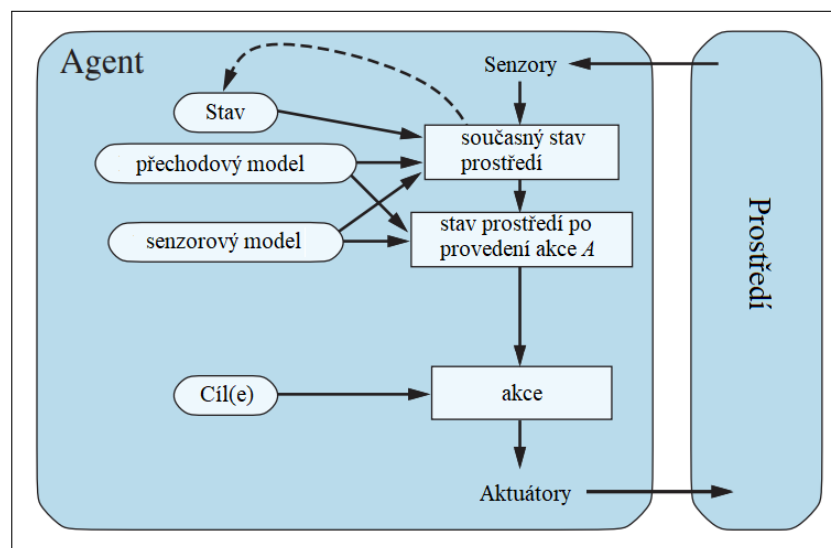 Agent
Senzory
Stav
současný stav
prostředí
přechodový model
stav prostředí po
provedení akce A
senzorový model
Prostředí
Cíl(e)
akce
Aktuátory